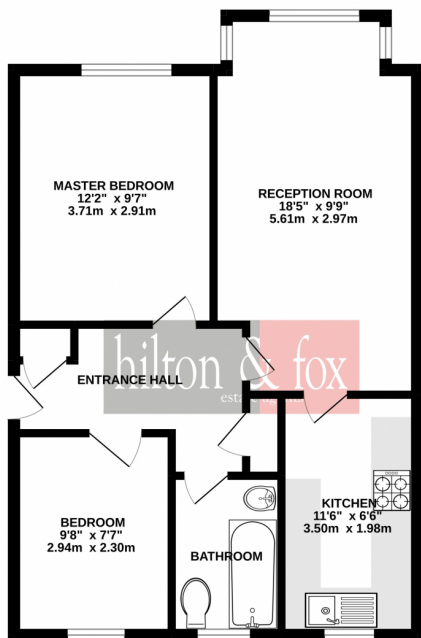 MASTER BEDROOM
12'2" x 9'7"
3.71m x 2.91m
RECEPTION ROOM
18'5" x 9'9"
5.61m x 2.97m
hilton & fox
ENTRANCE HALL
BEDROOM
9'8" x 7'7"
2.94m x 2.30m
BATHROOM
KITCHEN
11'6" x 6'6"
3.50m x 1.98m